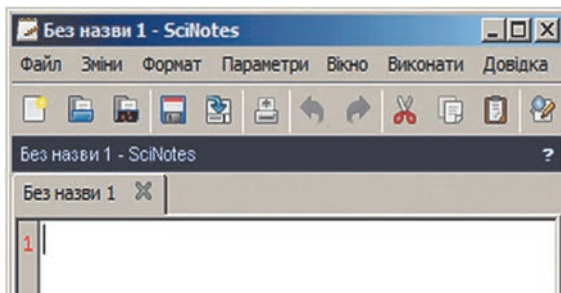 Без назви 1 - SciNotes
Файл Зміни Формат Параметри Вікно Виконати Довідка
Без назви 1 - SciNotes ?
Без назви 1
1